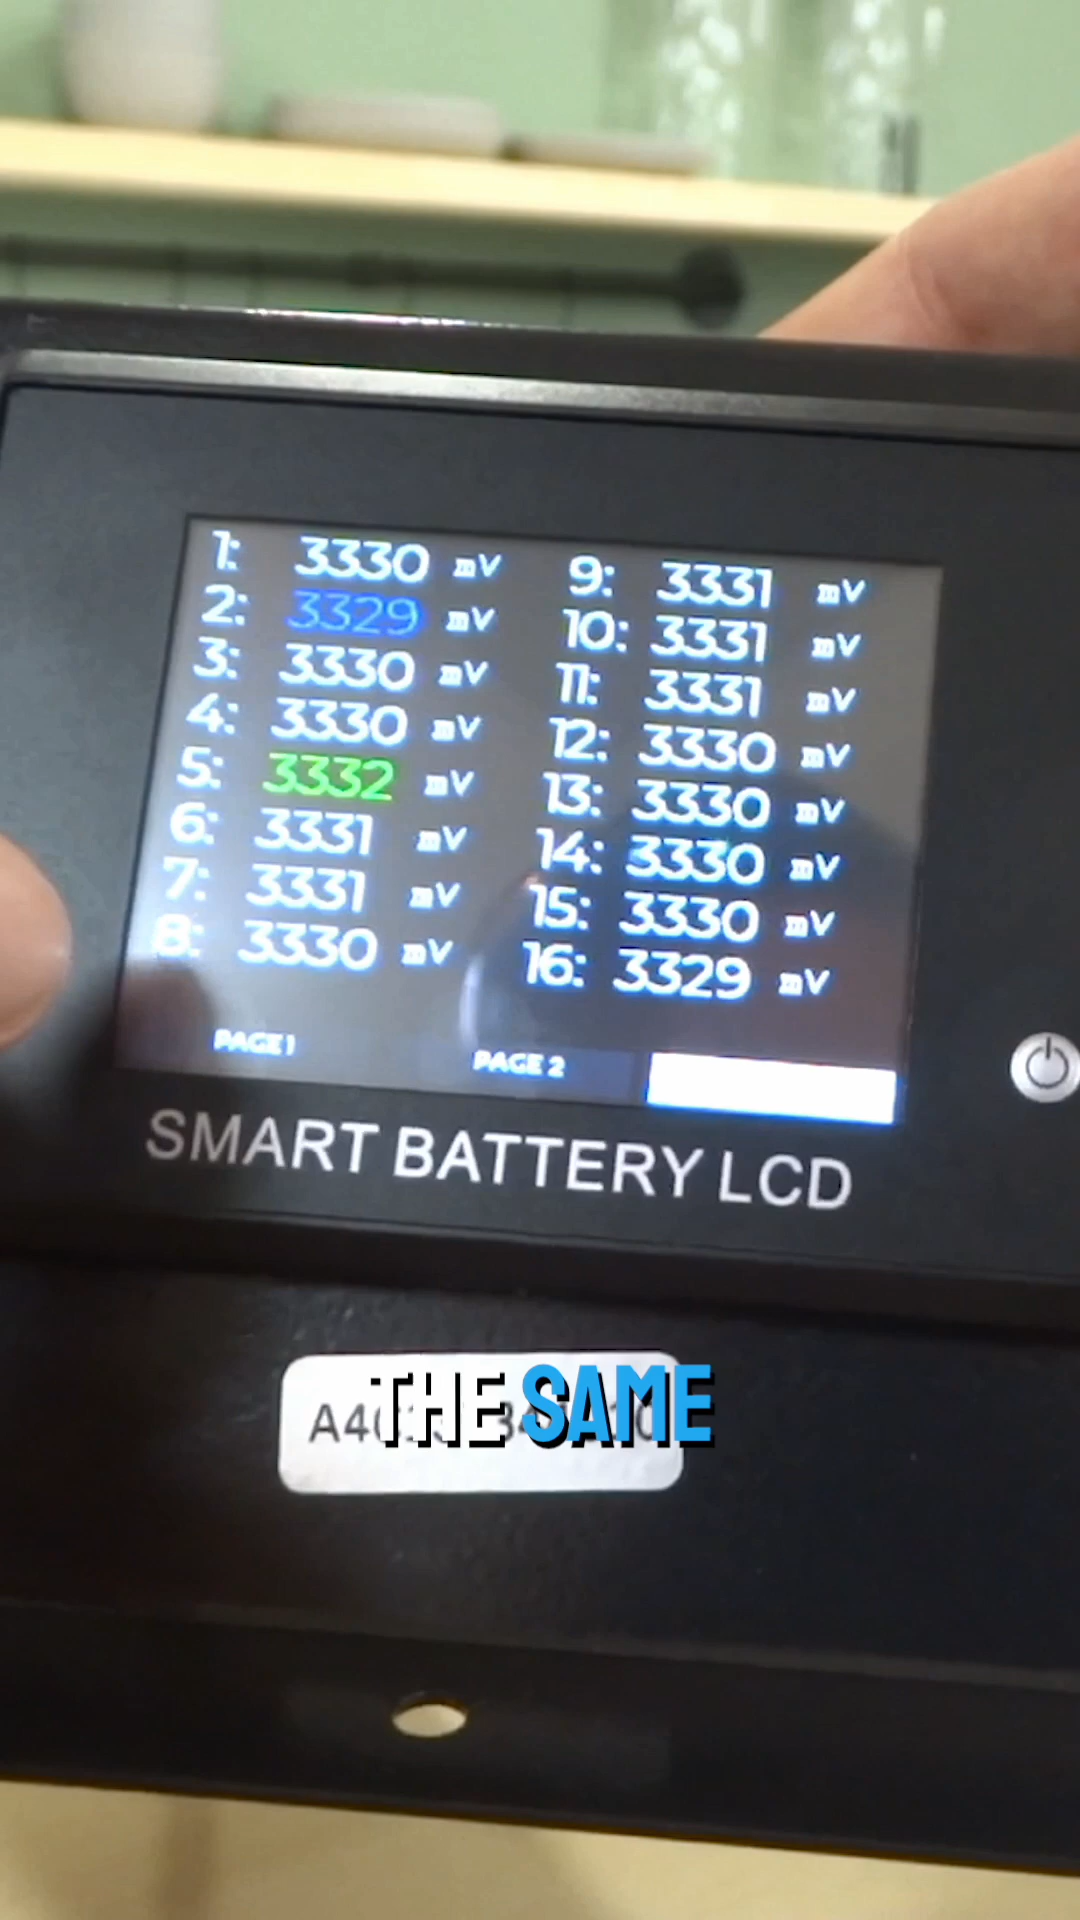 1: 3330 mV
2: 3329 mV
3: 3330 mV
4: 3330 mV
5: 3332 mV
6: 3331 mV
7: 3331 mV
8: 3330 mV
9: 3331 mV
10: 3331 mV
11: 3331 mV
12: 3330 mV
13: 3330 mV
14: 3330 mV
15: 3330 mV
16: 3329 mV
PAGE 1
PAGE 2
SMART BATTERY LCD
THE SAME